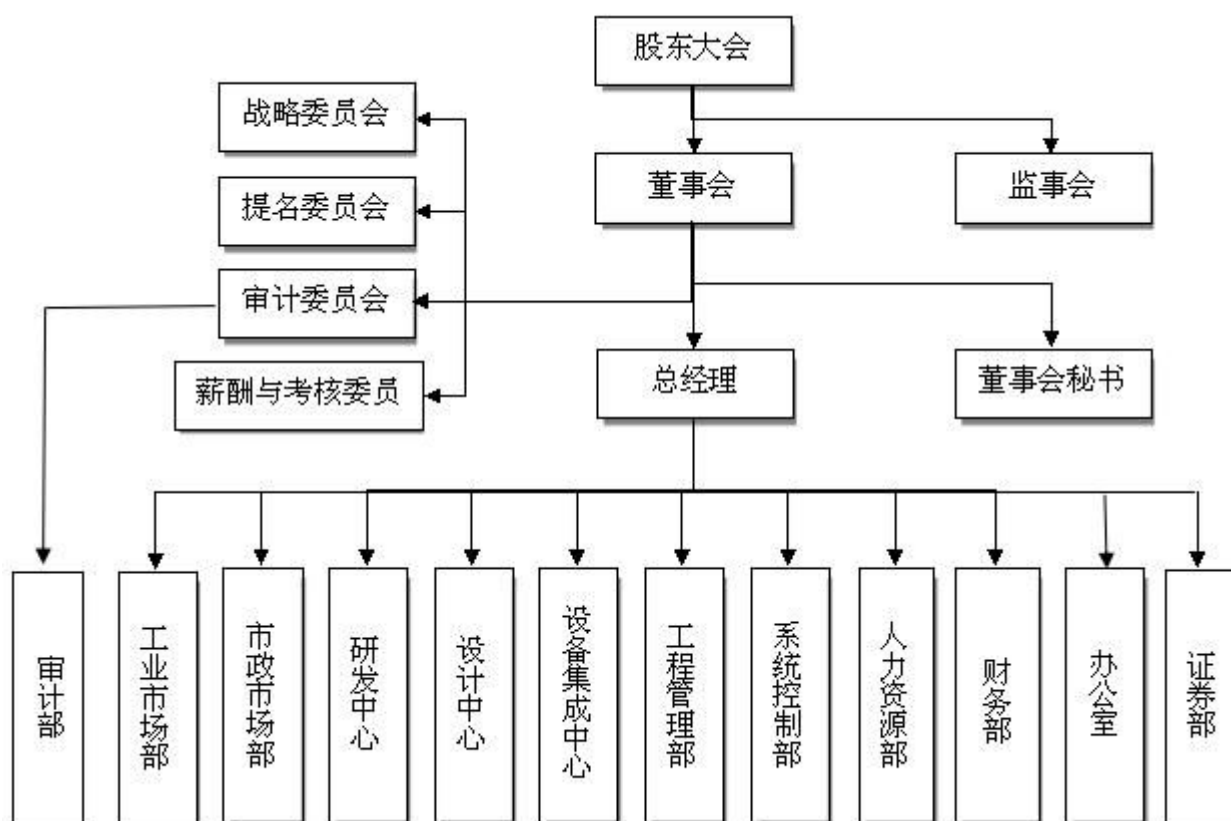 股东大会
战略委员会
董事会
监事会
提名委员会
审计委员会
总经理
董事会秘书
薪酬与考核委员
审计部
工业市场部
市政市场部
研发中心
设计中心
设备集成中心
工程管理部
系统控制部
人力资源部
财务部
办公室
证券部